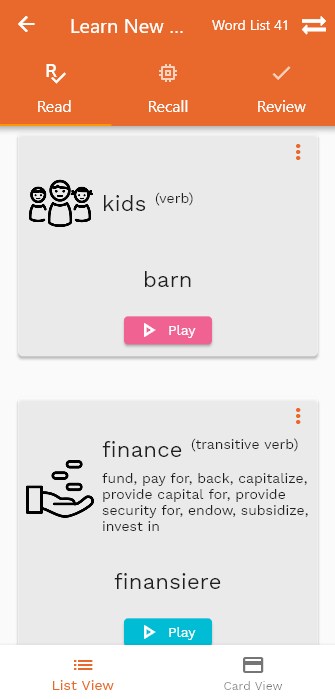 Learn New ...
Word List 41
Read
Recall
Review
kids (verb)
barn
Play
finance (transitive verb)
fund, pay for, back, capitalize,
provide capital for, provide
security for, endow, subsidize,
invest in
finansiere
Play
List View
Card View